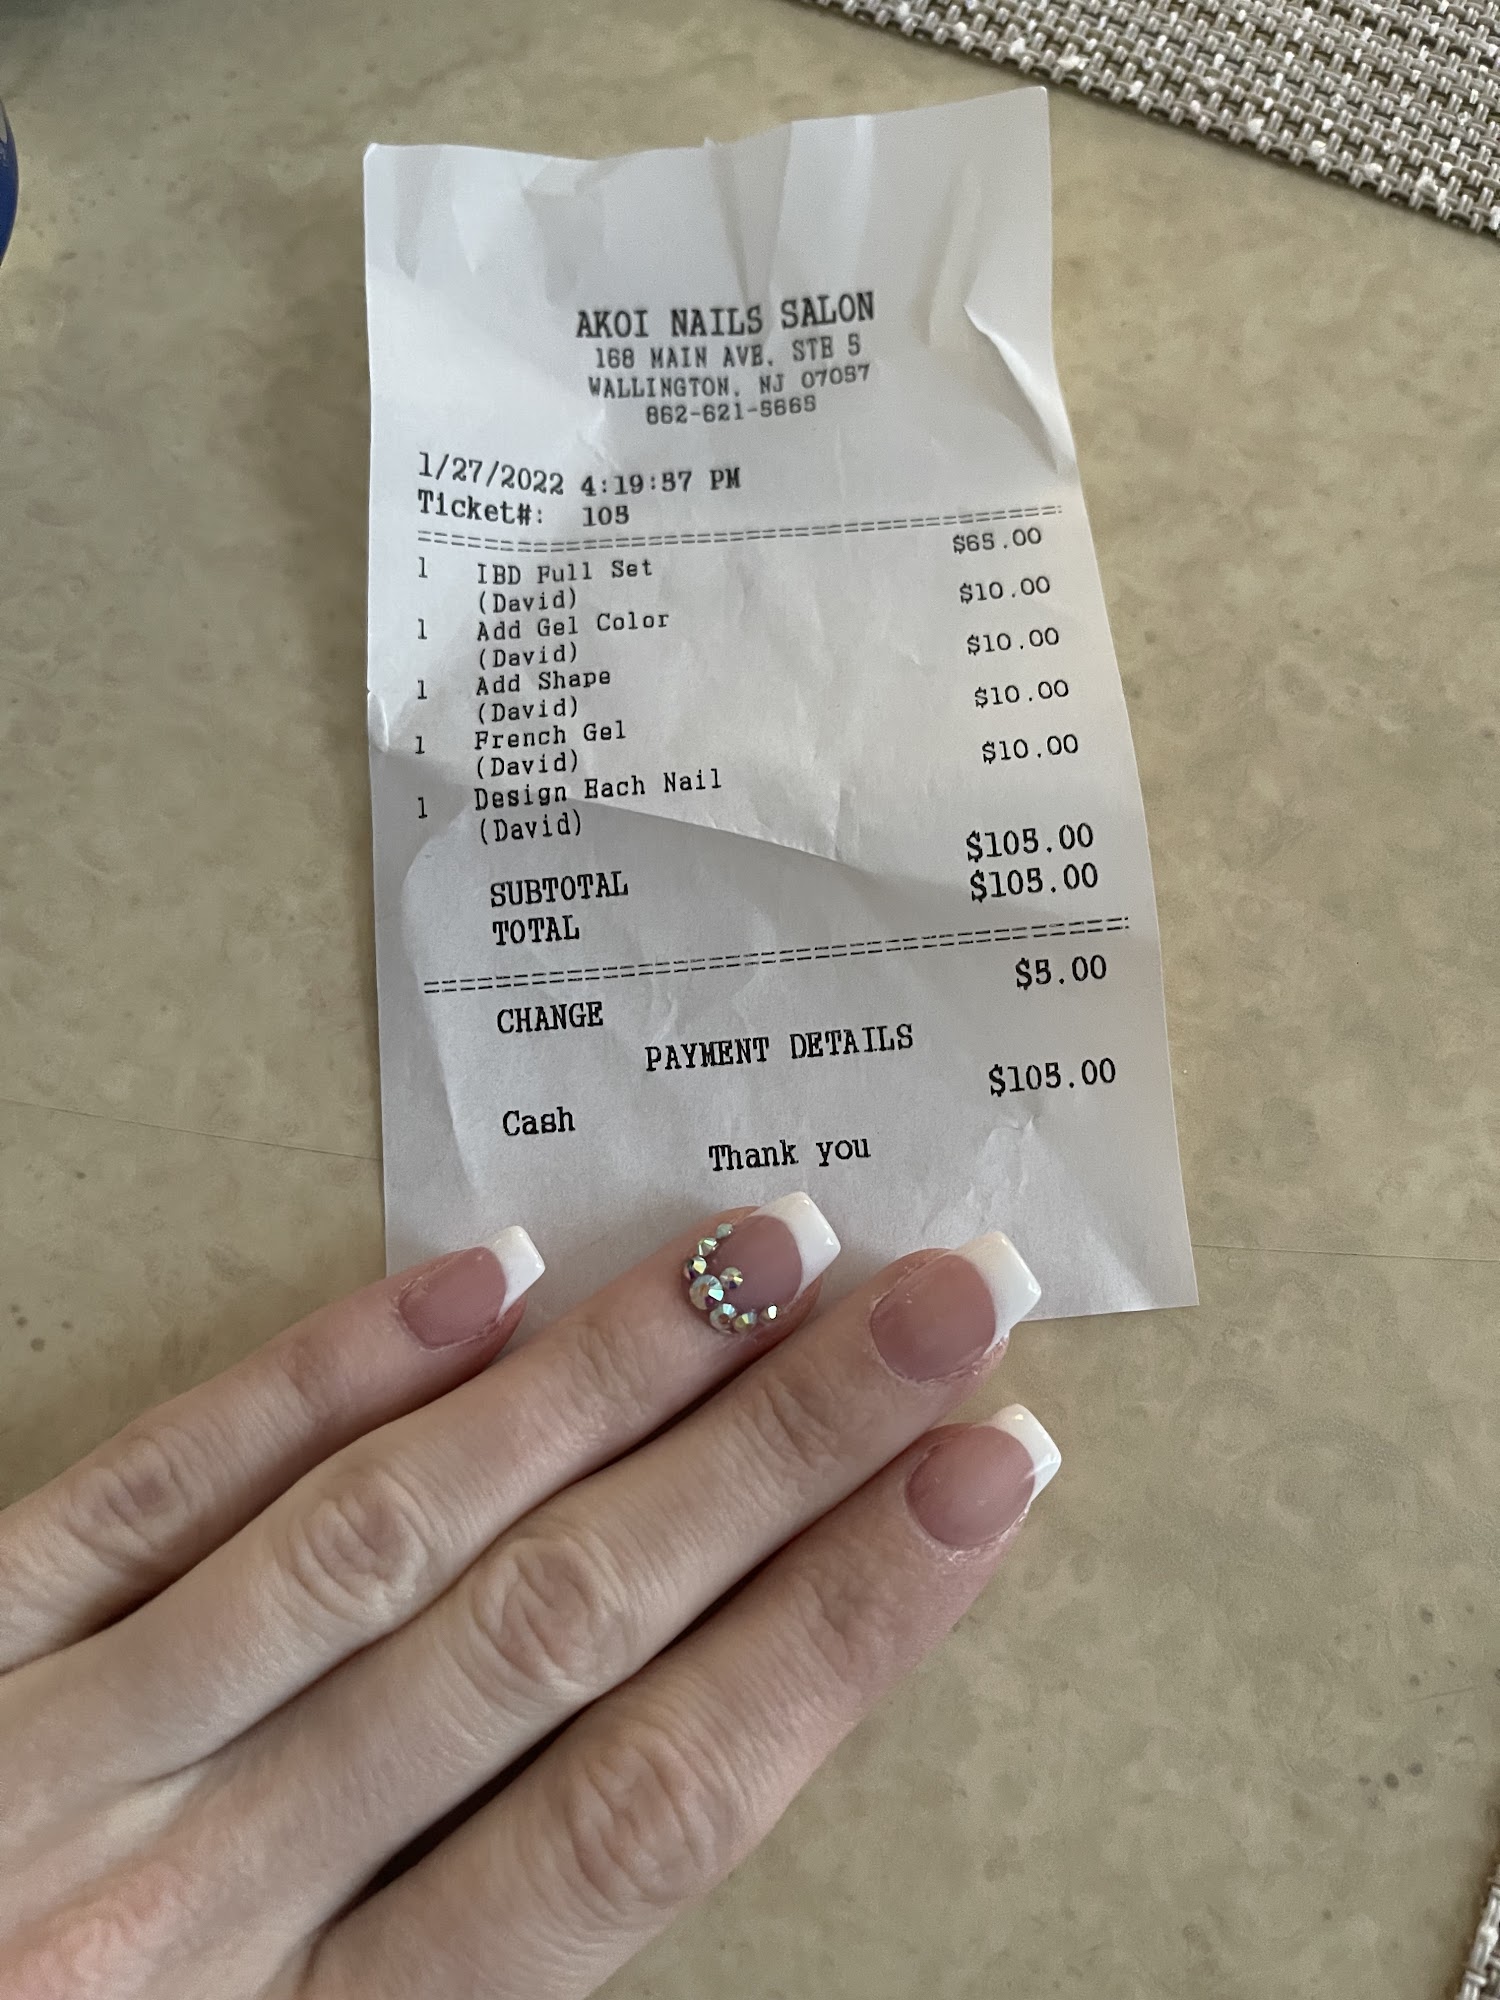 AKOI NAILS SALON
168 MAIN AVE. STE 5
WALLINGTON, NJ 07057
862-621-5665
1/27/2022 4:19:57 PM
Ticket#: 105
======================================
1 IBD Full Set $65.00
(David)
1 Add Gel Color $10.00
(David)
1 Add Shape $10.00
(David)
1 French Gel $10.00
(David)
1 Design Each Nail $10.00
(David)
SUBTOTAL $105.00
TOTAL $105.00
======================================
CHANGE $5.00
PAYMENT DETAILS
Cash $105.00
Thank you